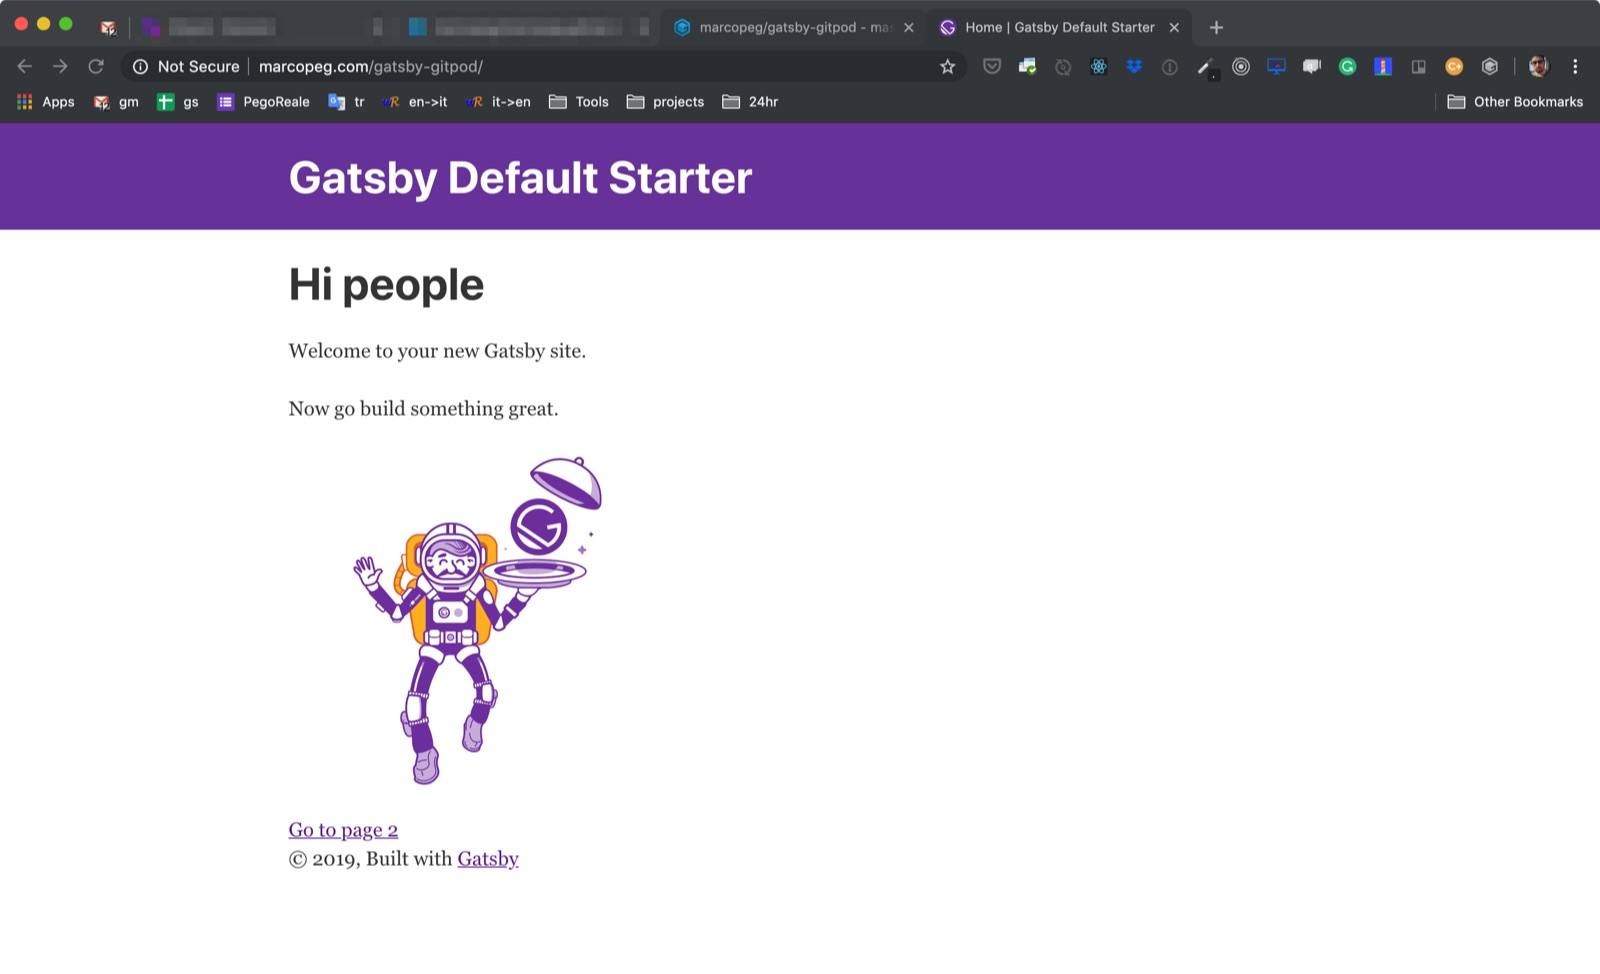 marcopeg/gatsby-gitpod - mas
Home | Gatsby Default Starter
Not Secure
marcopeg.com/gatsby-gitpod/
Apps
gm
gs
PegoReale
tr
en->it
it->en
Tools
projects
24hr
Other Bookmarks
Gatsby Default Starter
Hi people
Welcome to your new Gatsby site.
Now go build something great.
Go to page 2
© 2019, Built with Gatsby